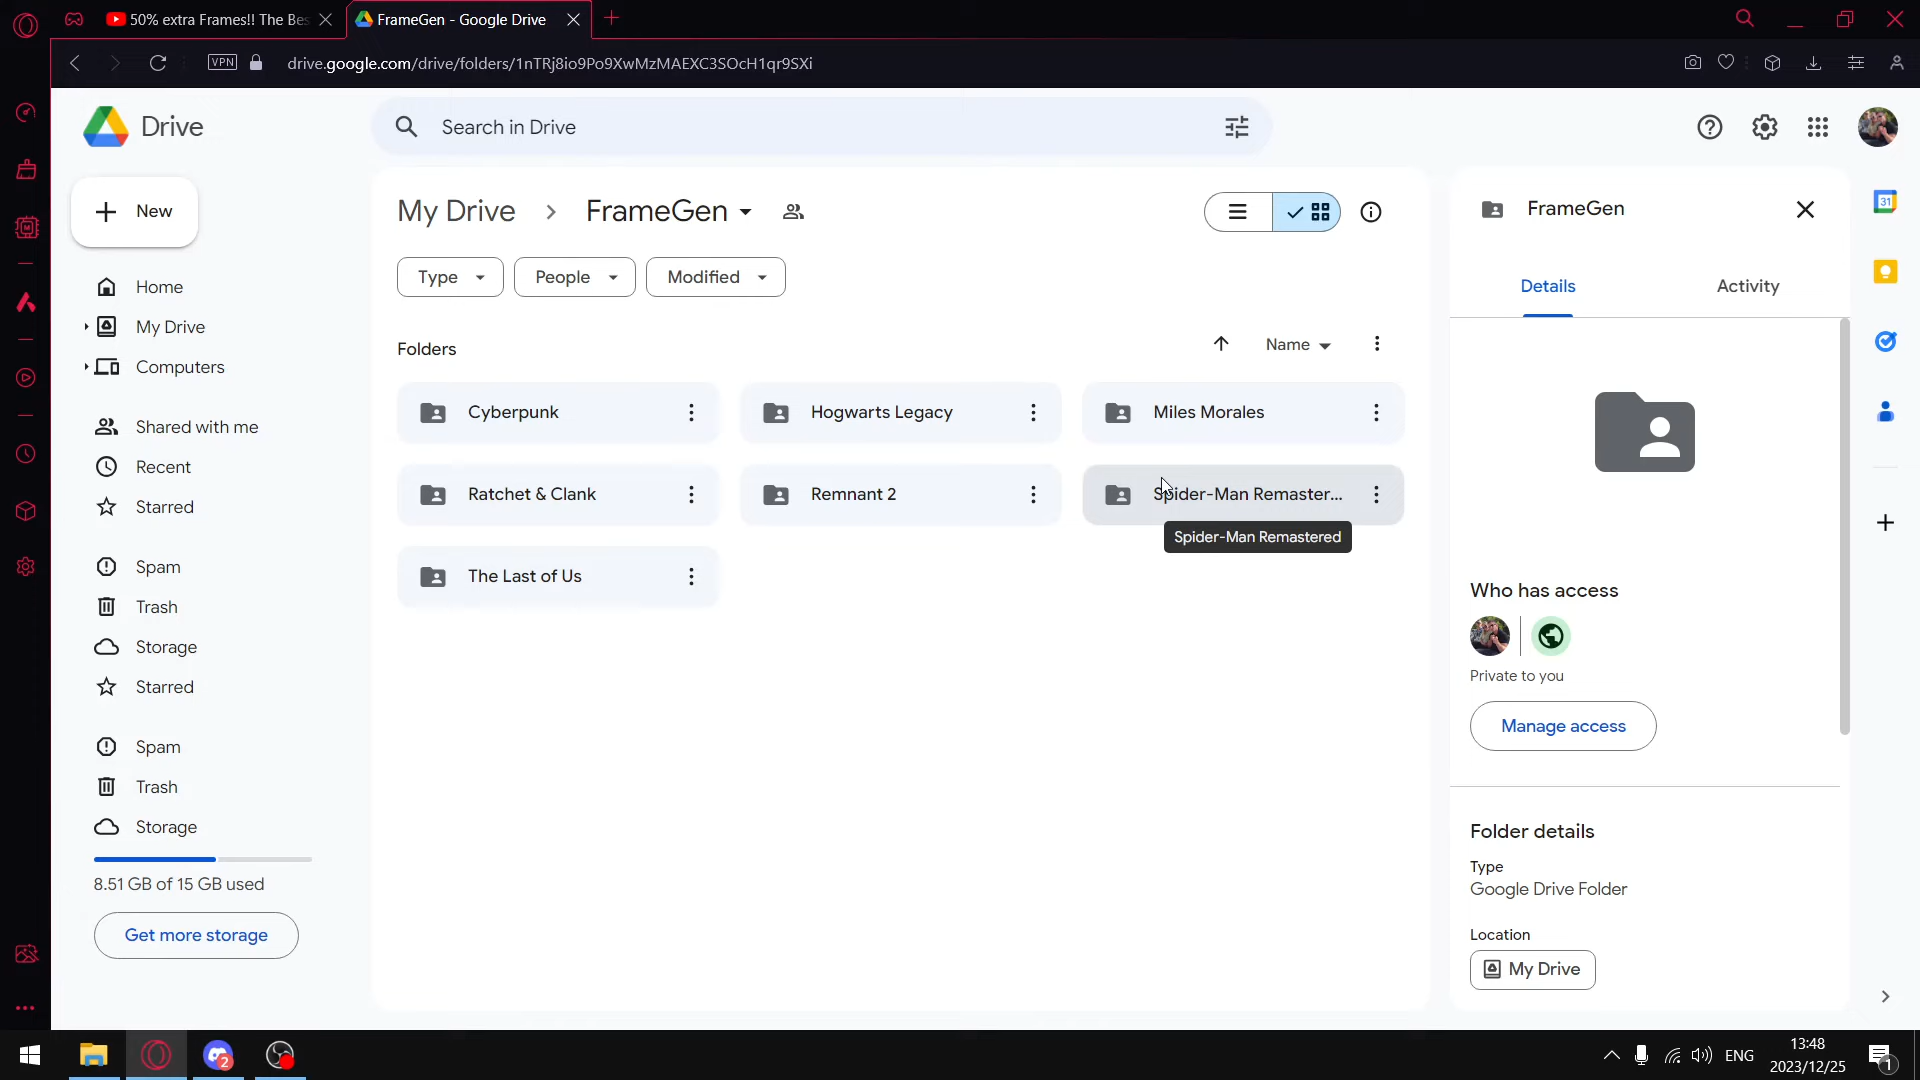 50% extra Frames!! The Bes
FrameGen - Google Drive
VPN
drive.google.com/drive/folders/1nTRj8io9Po9XwMzMAEXC3SOcH1qr9SXi
Drive
Search in Drive
New
Home
My Drive
Computers
Shared with me
Recent
Starred
Spam
Trash
Storage
Starred
Spam
Trash
Storage
8.51 GB of 15 GB used
Get more storage
My Drive > FrameGen
Type
People
Modified
Folders
Name
Cyberpunk
Hogwarts Legacy
Miles Morales
Ratchet & Clank
Remnant 2
Spider-Man Remaster...
Spider-Man Remastered
The Last of Us
FrameGen
Details
Activity
Who has access
Private to you
Manage access
Folder details
Type
Google Drive Folder
Location
My Drive
31
2
ENG
13:48
2023/12/25
1